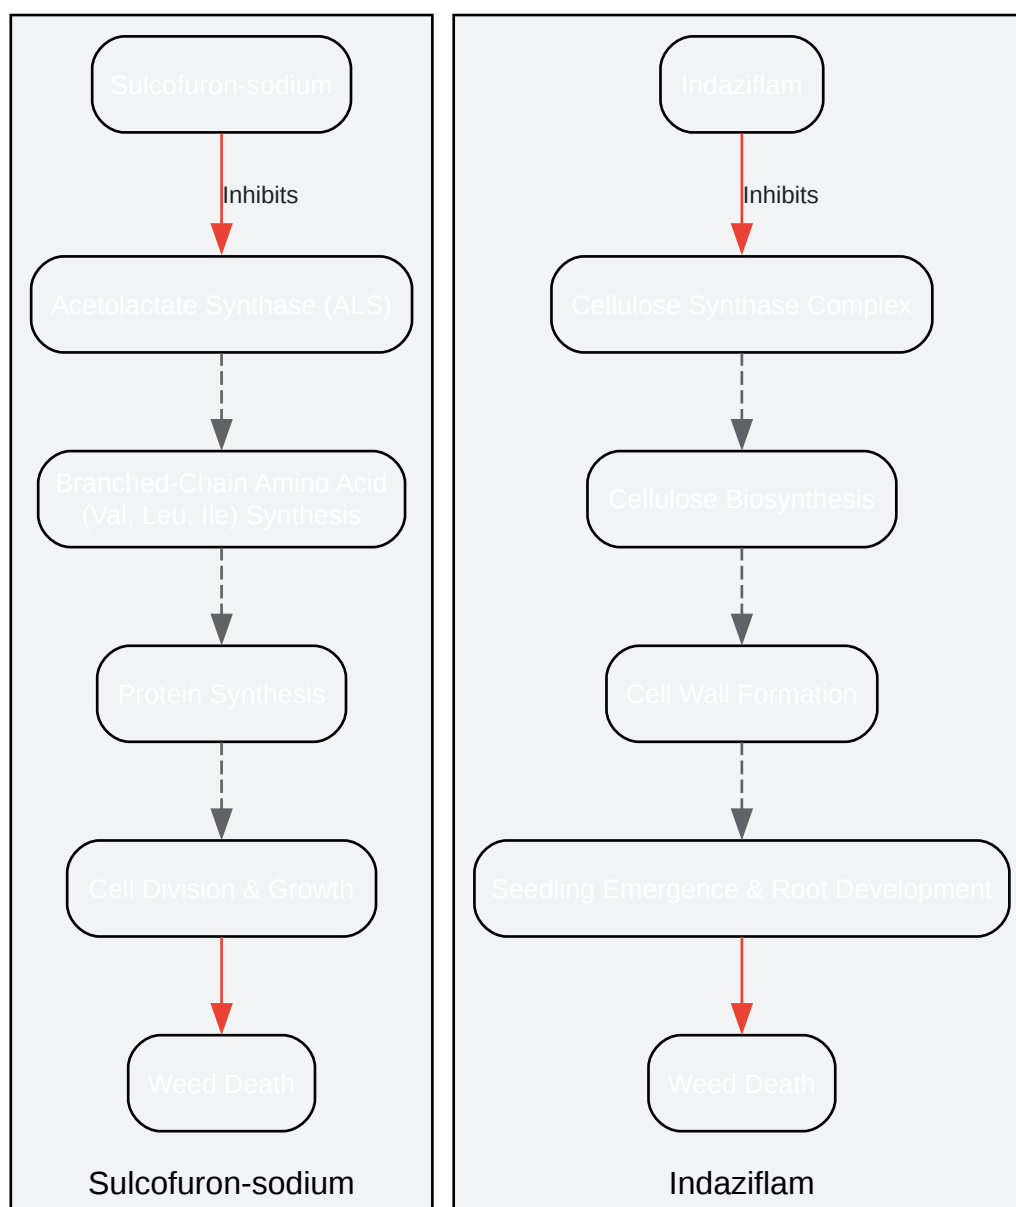 Sulcofuron-sodium
Inhibits
Acetolactate Synthase (ALS)
Branched-Chain Amino Acid
(Val, Leu, Ile) Synthesis
Protein Synthesis
Cell Division & Growth
Weed Death
Sulcofuron-sodium
Indaziflam
Inhibits
Cellulose Synthase Complex
Cellulose Biosynthesis
Cell Wall Formation
Seedling Emergence & Root Development
Weed Death
Indaziflam